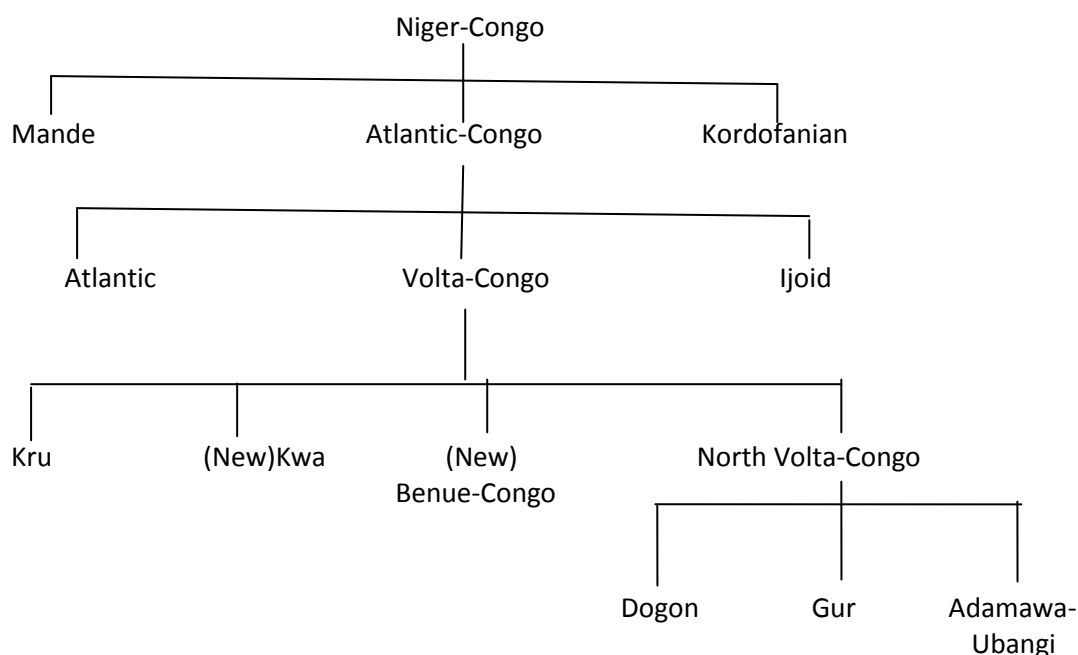 Niger-Congo
Mande Atlantic-Congo Kordofanian
Atlantic Volta-Congo Ijoid
Kru (New)Kwa (New) North Volta-Congo
Benue-Congo
Dogon Gur Adamawa-
Ubangi